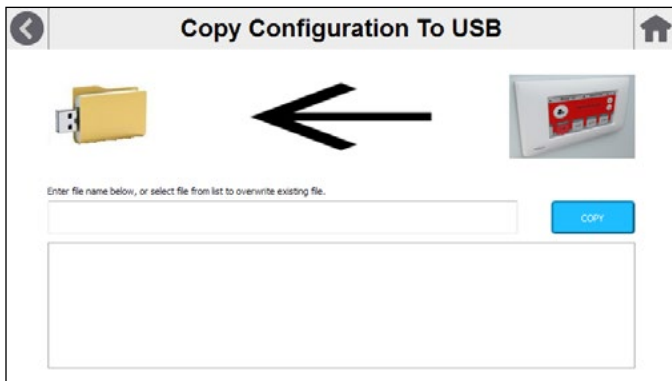 Copy Configuration To USB
Enter file name below, or select file from list to overwrite existing file.
COPY